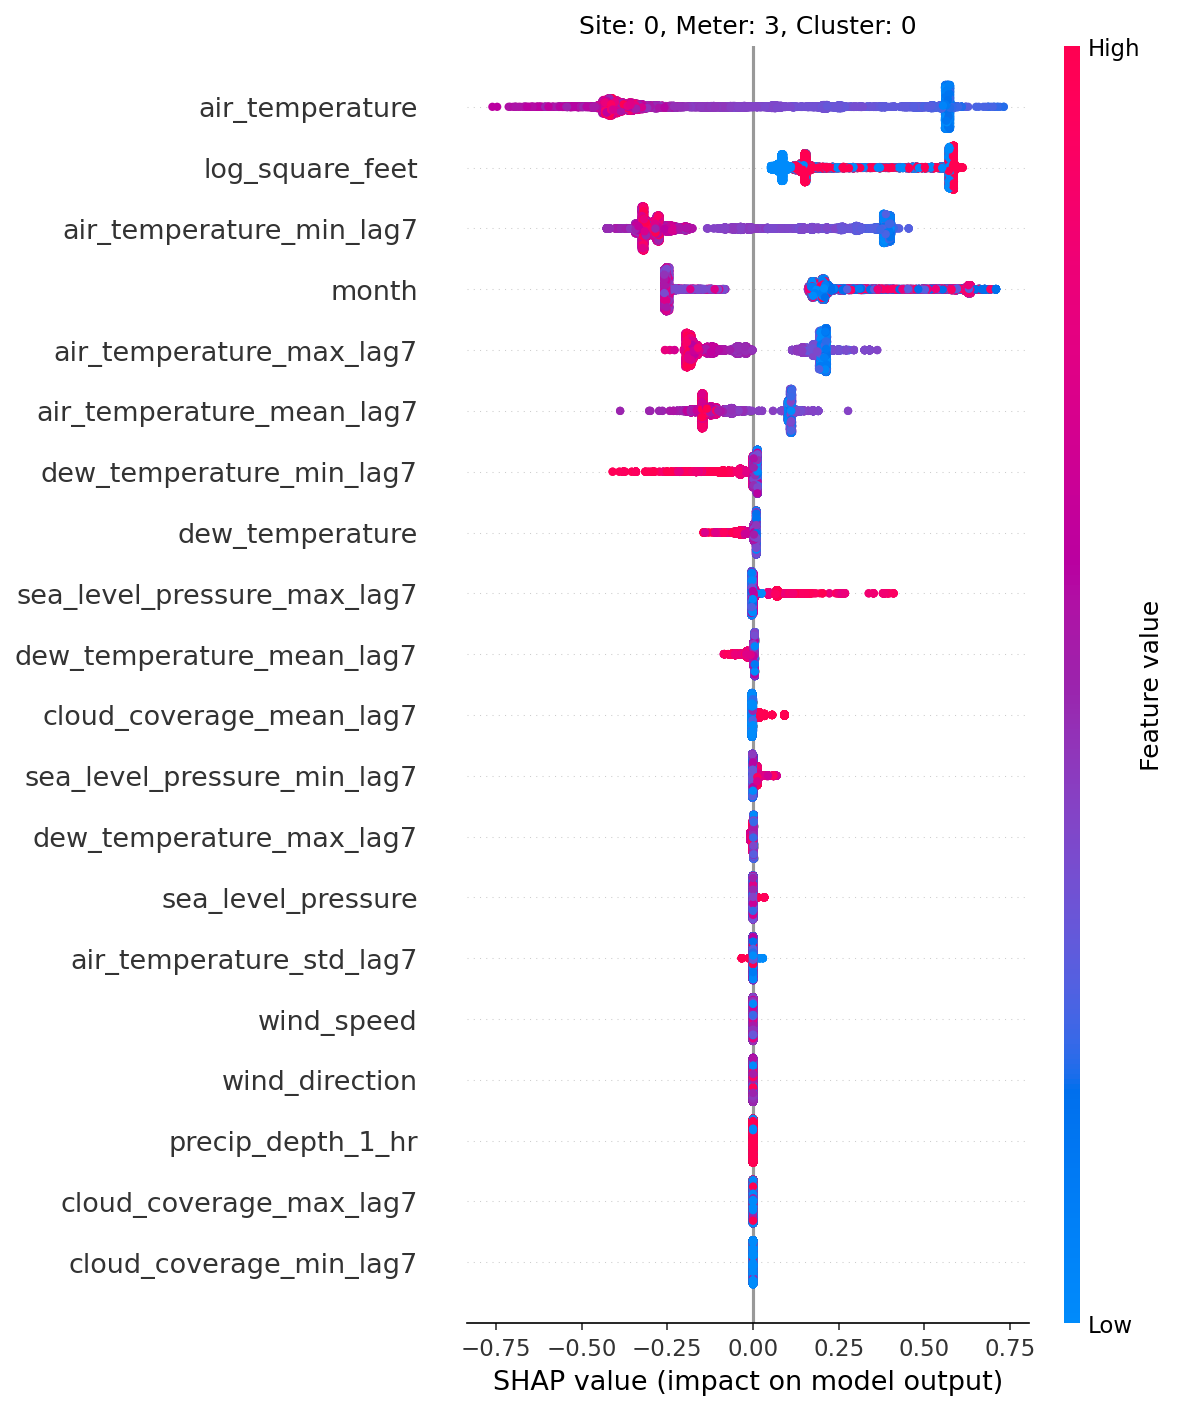 Site: 0, Meter: 3, Cluster: 0
High
air_temperature
log_square_feet
air_temperature_min_lag7
month
air_temperature_max_lag7
air_temperature_mean_lag7
dew_temperature_min_lag7
dew_temperature
sea_level_pressure_max_lag7
dew_temperature_mean_lag7
cloud_coverage_mean_lag7
sea_level_pressure_min_lag7
dew_temperature_max_lag7
sea_level_pressure
air_temperature_std_lag7
wind_speed
wind_direction
precip_depth_1_hr
cloud_coverage_max_lag7
cloud_coverage_min_lag7
Feature value
Low
−0.75 −0.50 −0.25 0.00 0.25 0.50 0.75
SHAP value (impact on model output)